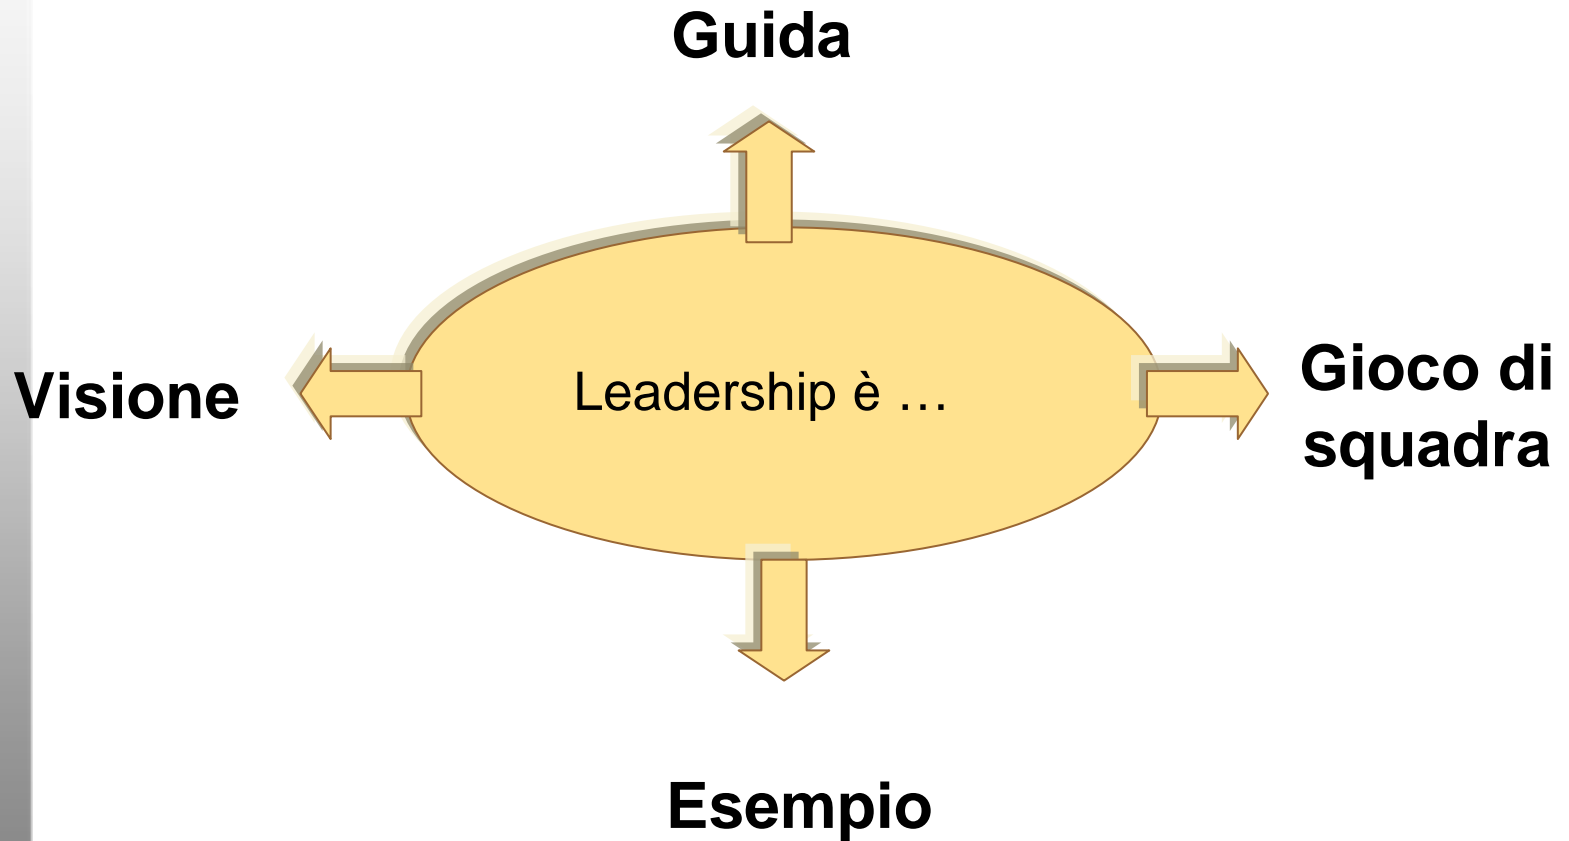 Guida
Visione
Leadership è …
Gioco di
squadra
Esempio